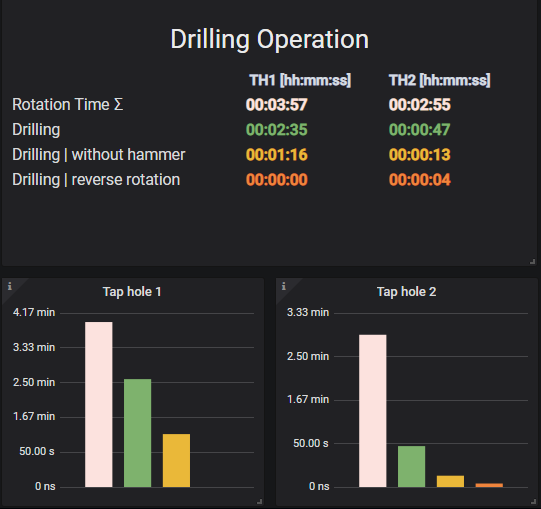 Drilling Operation
TH1 [hh:mm:ss] TH2 [hh:mm:ss]
Rotation Time Σ 00:03:57 00:02:55
Drilling 00:02:35 00:00:47
Drilling | without hammer 00:01:16 00:00:13
Drilling | reverse rotation 00:00:00 00:00:04
i
Tap hole 1
4.17 min
3.33 min
2.50 min
1.67 min
50.00 s
0 ns
i
Tap hole 2
3.33 min
2.50 min
1.67 min
50.00 s
0 ns